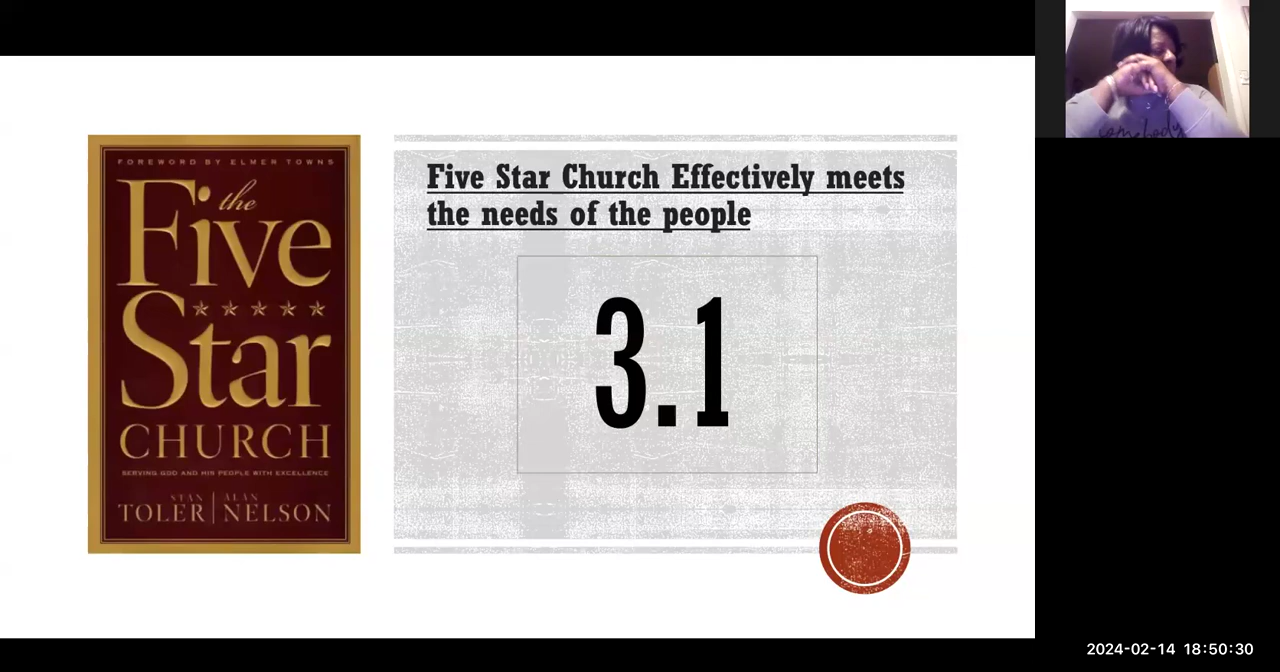 FOREWORD BY ELMER TOWNS
the
Five
Star
CHURCH
SERVING GOD AND HIS PEOPLE WITH EXCELLENCE
STAN
TOLER
ALAN
NELSON
Five Star Church Effectively meets
the needs of the people
3.1
somebody
2024-02-14 18:50:30